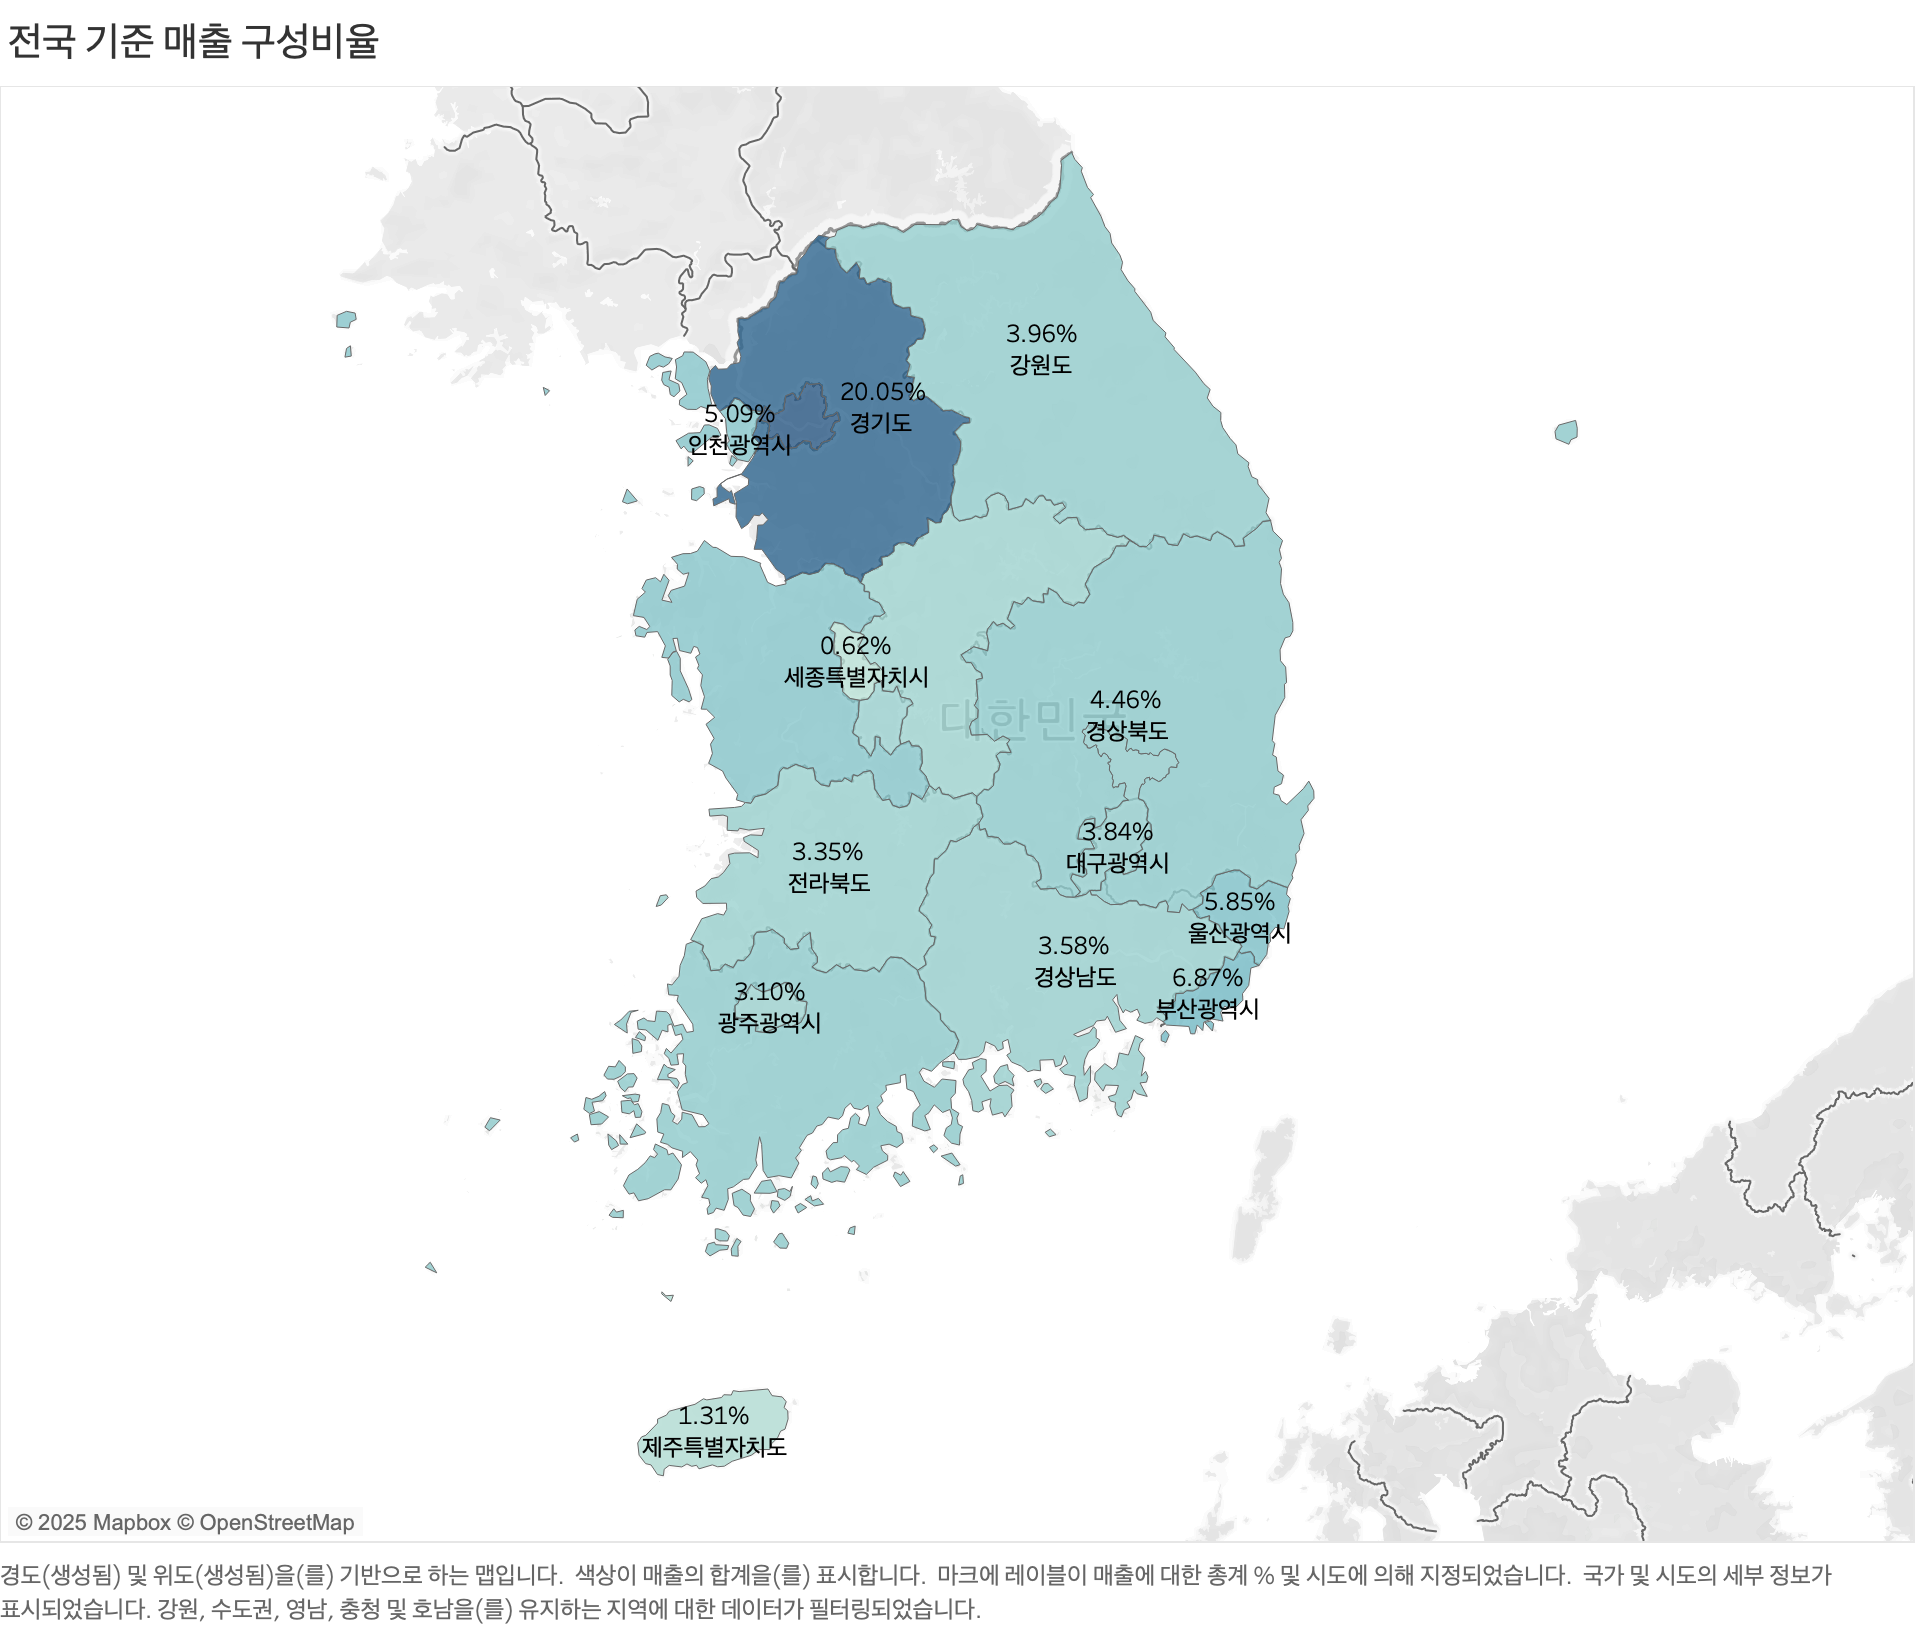 전국 기준 매출 구성비율
3.96%
강원도
20.05%
경기도
5.09%
인천광역시
0.62%
세종특별자치시
대한민국
4.46%
경상북도
3.84%
대구광역시
3.35%
전라북도
5.85%
울산광역시
3.58%
경상남도
6.87%
부산광역시
3.10%
광주광역시
1.31%
제주특별자치도
© 2025 Mapbox © OpenStreetMap
경도(생성됨) 및 위도(생성됨)을(를) 기반으로 하는 맵입니다. 색상이 매출의 합계을(를) 표시합니다. 마크에 레이블이 매출에 대한 총계 % 및 시도에 의해 지정되었습니다. 국가 및 시도의 세부 정보가
표시되었습니다. 강원, 수도권, 영남, 충청 및 호남을(를) 유지하는 지역에 대한 데이터가 필터링되었습니다.